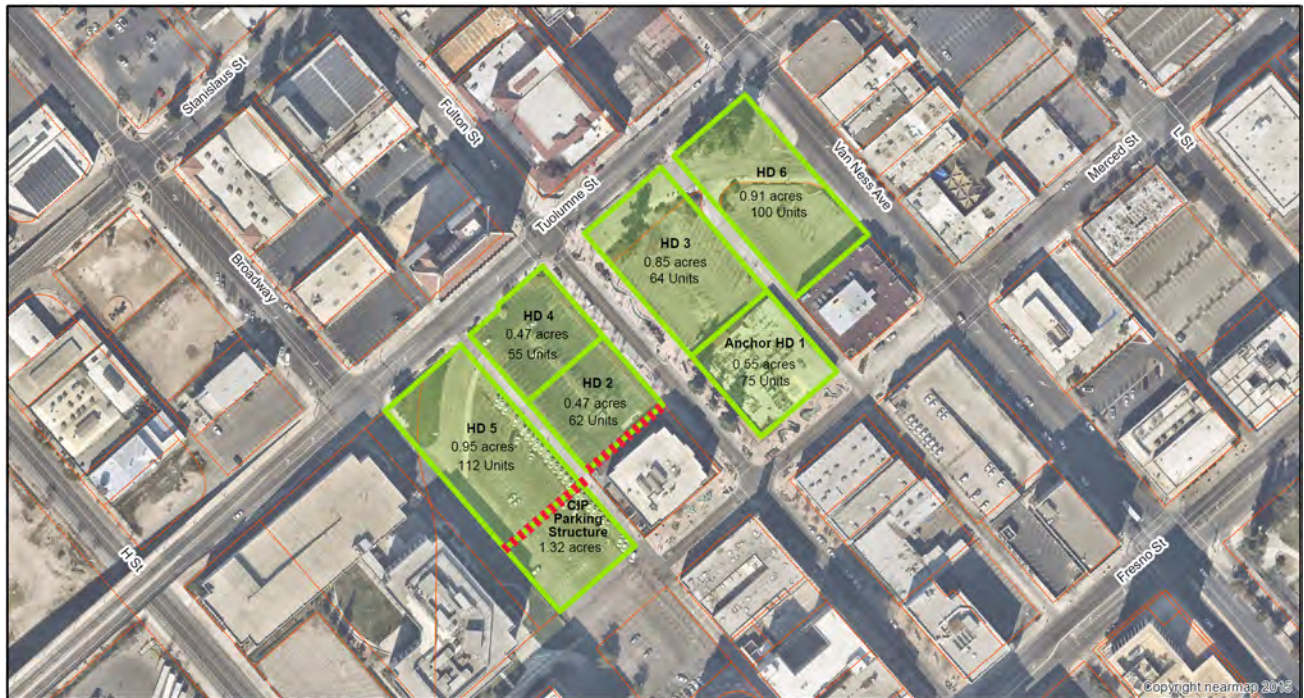 Stanislaus St
Fulton St
Tuolumne St
Van Ness Ave
Merced St
L St
Broadway
H St
Fresno St
HD 6
0.91 acres
100 Units
HD 3
0.85 acres
64 Units
HD 4
0.47 acres
55 Units
Anchor HD 1
0.55 acres
75 Units
HD 2
0.47 acres
62 Units
HD 5
0.95 acres
112 Units
CIP
Parking
Structure
1.32 acres
Copyright nearmap 2015